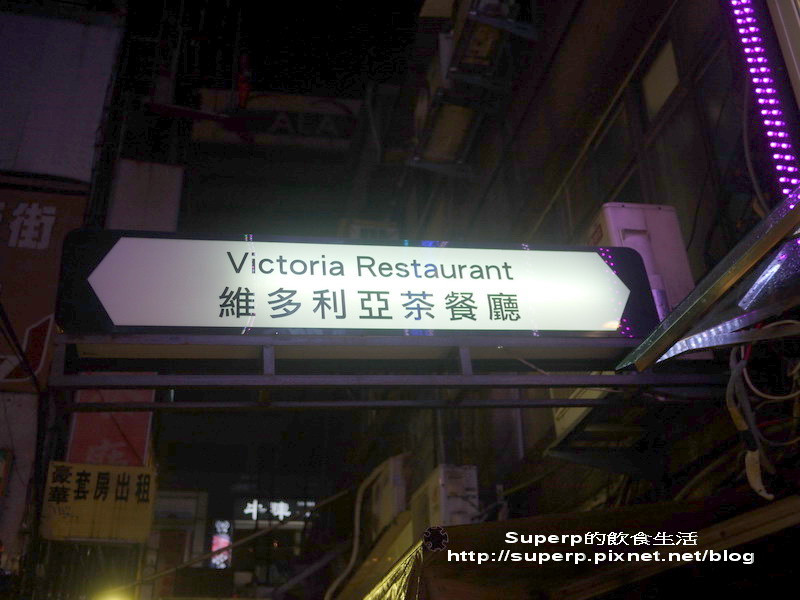 街
Victoria Restaurant
維多利亞茶餐廳
豪華套房出租
Superp的飲食生活
http://superp.pixnet.net/blog